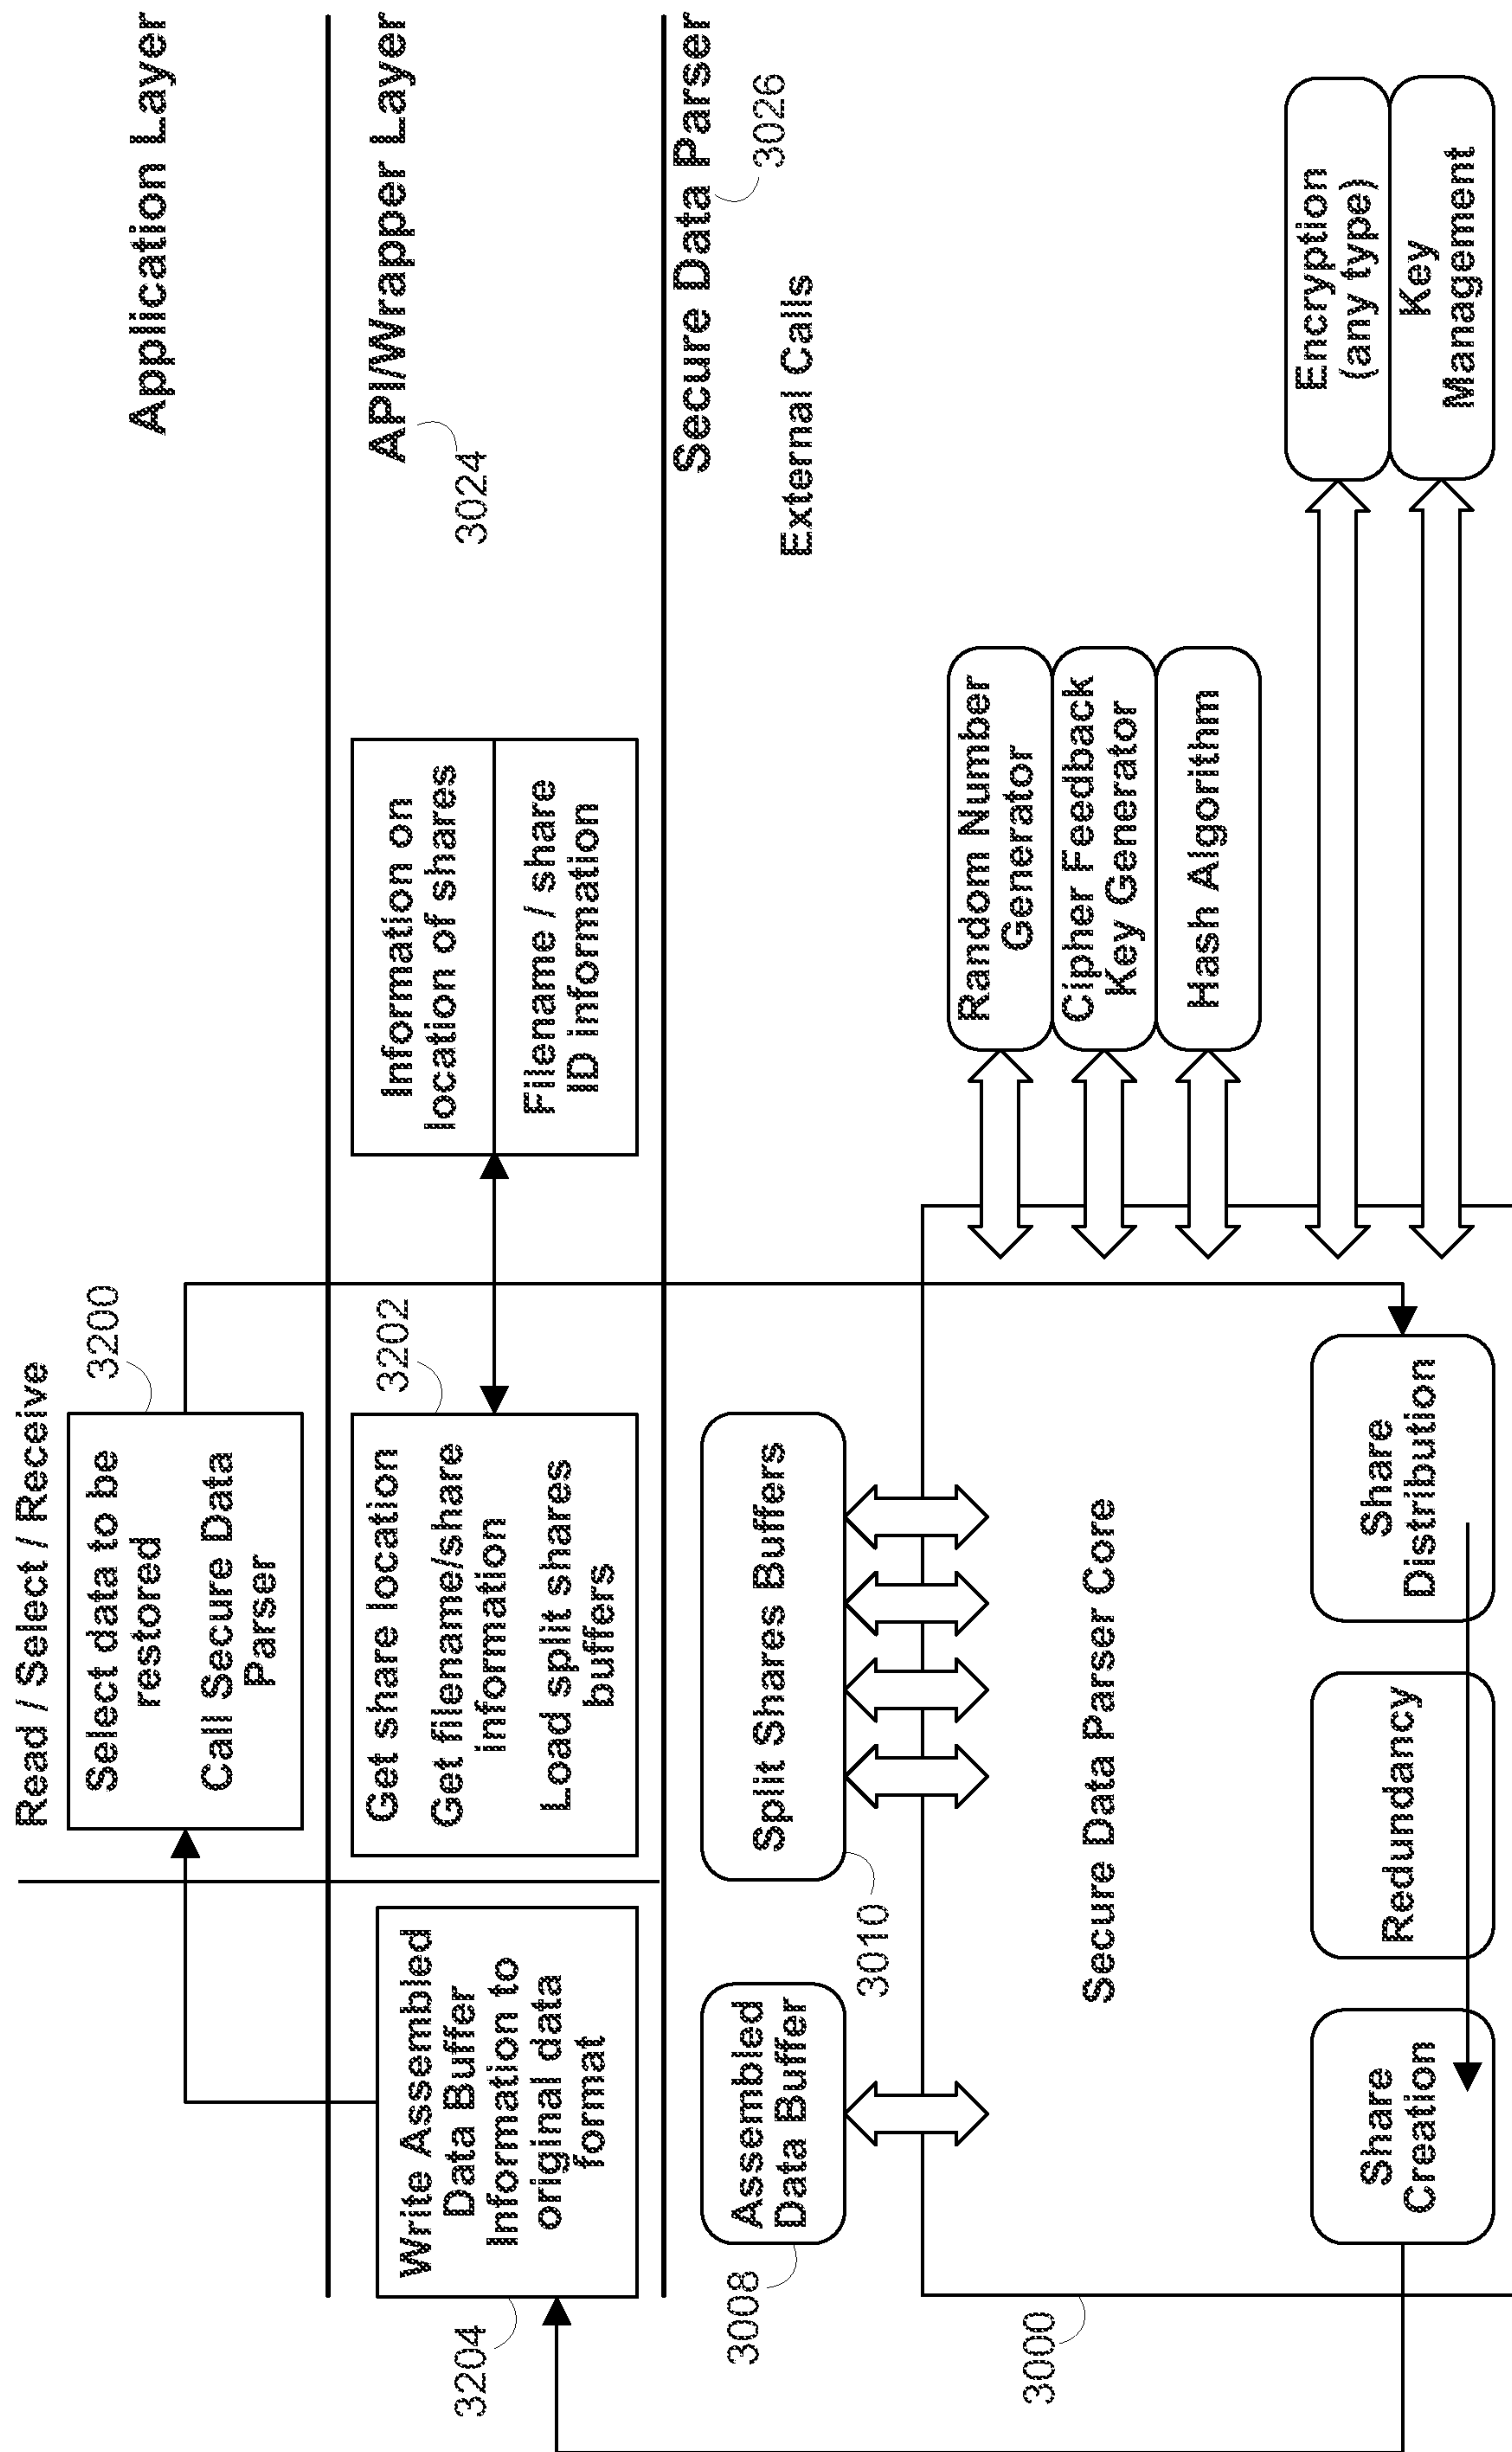 Read / Select / Receive
Application Layer
3200
Select data to be
restored
Call Secure Data
Parser
API/Wrapper Layer
3024
3204
Write Assembled
Data Buffer
Information to
original data
format
3202
Get share location
Get filename/share
information
Load split shares
buffers
Information on
location of shares
Filename / share
ID information
Secure Data Parser
3026
External Calls
3008
Assembled
Data Buffer
3010
Split Shares Buffers
3000
Secure Data Parser Core
Random Number
Generator
Cipher Feedback
Key Generator
Hash Algorithm
Encryption
(any type)
Key
Management
Share
Creation
Redundancy
Share
Distribution